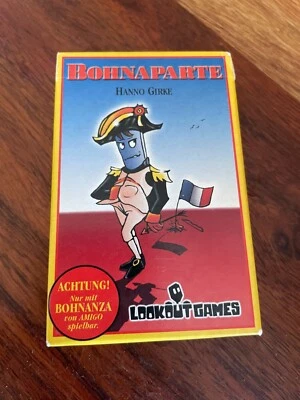 BOHNAPARTE
HANNO GIRKE
ACHTUNG!
Nur mit
BOHNANZA
von AMIGO
spielbar.
LOOKOUT GAMES